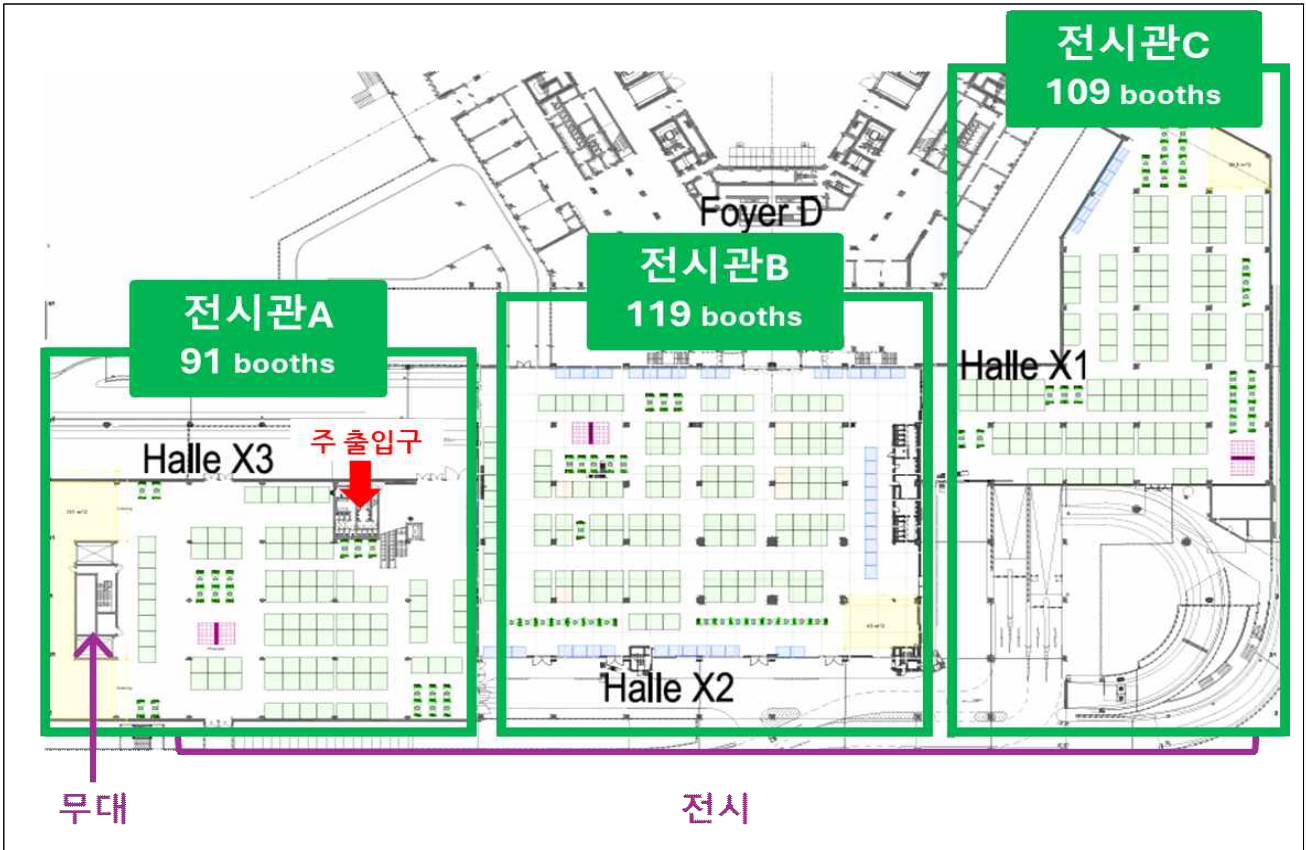 전시관C
109 booths
Foyer D
전시관B
119 booths
전시관A
91 booths
Halle X1
주 출입구
Halle X3
Halle X2
무대
전시